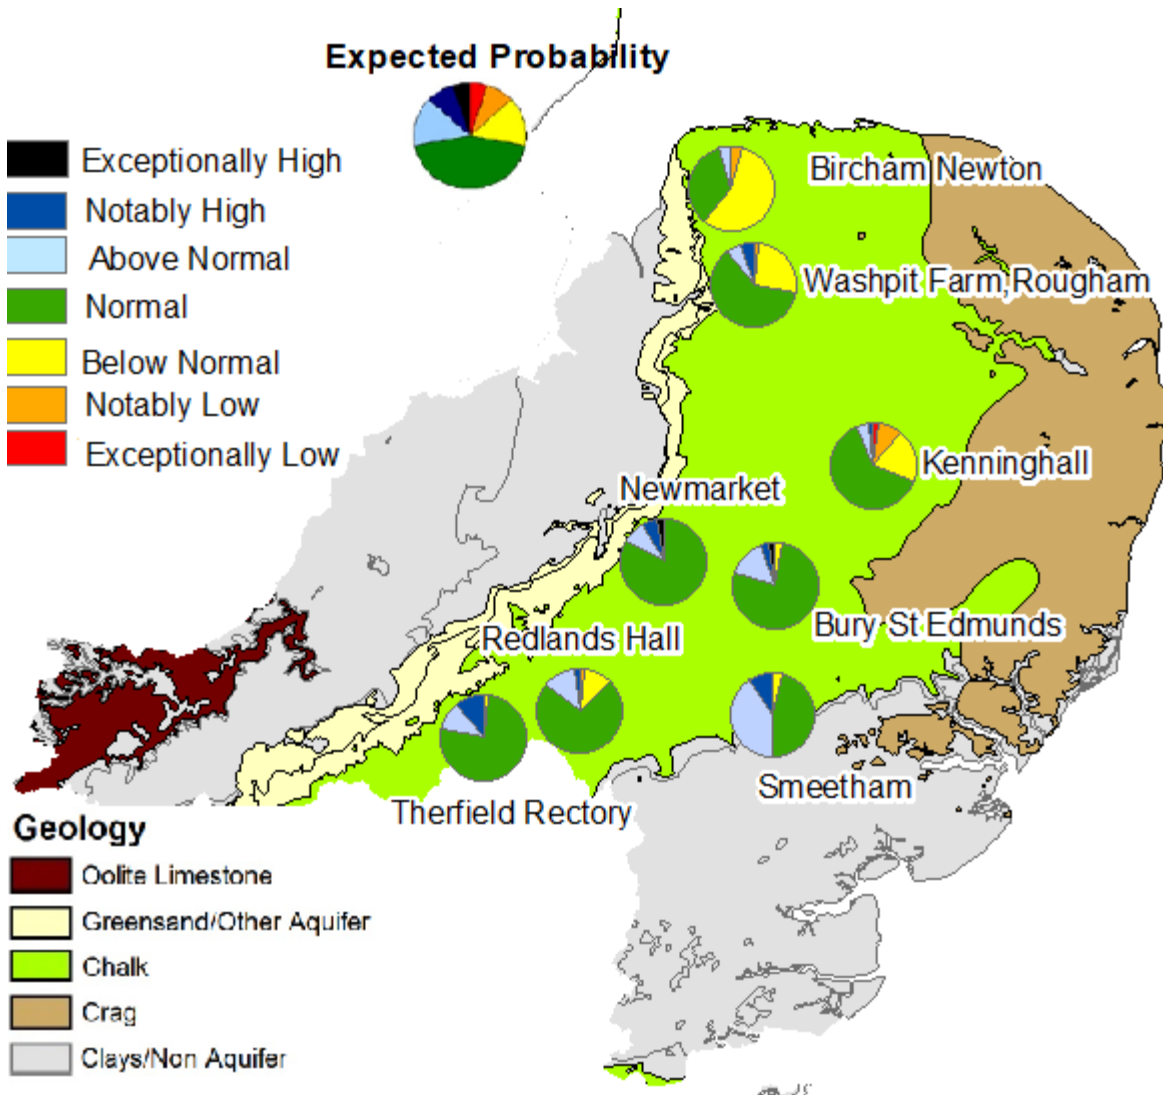 Expected Probability
Exceptionally High
Notably High
Above Normal
Normal
Below Normal
Notably Low
Exceptionally Low
Bircham Newton
Washpit Farm,Rougham
Kenninghall
Newmarket
Bury St Edmunds
Redlands Hall
Smeetham
Therfield Rectory
Geology
Oolite Limestone
Greensand/Other Aquifer
Chalk
Crag
Clays/Non Aquifer